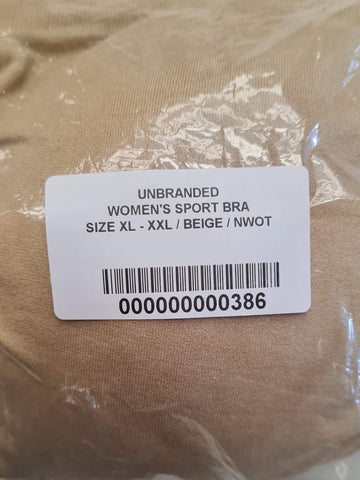 UNBRANDED
WOMEN'S SPORT BRA
SIZE XL - XXL / BEIGE / NWOT
000000000386